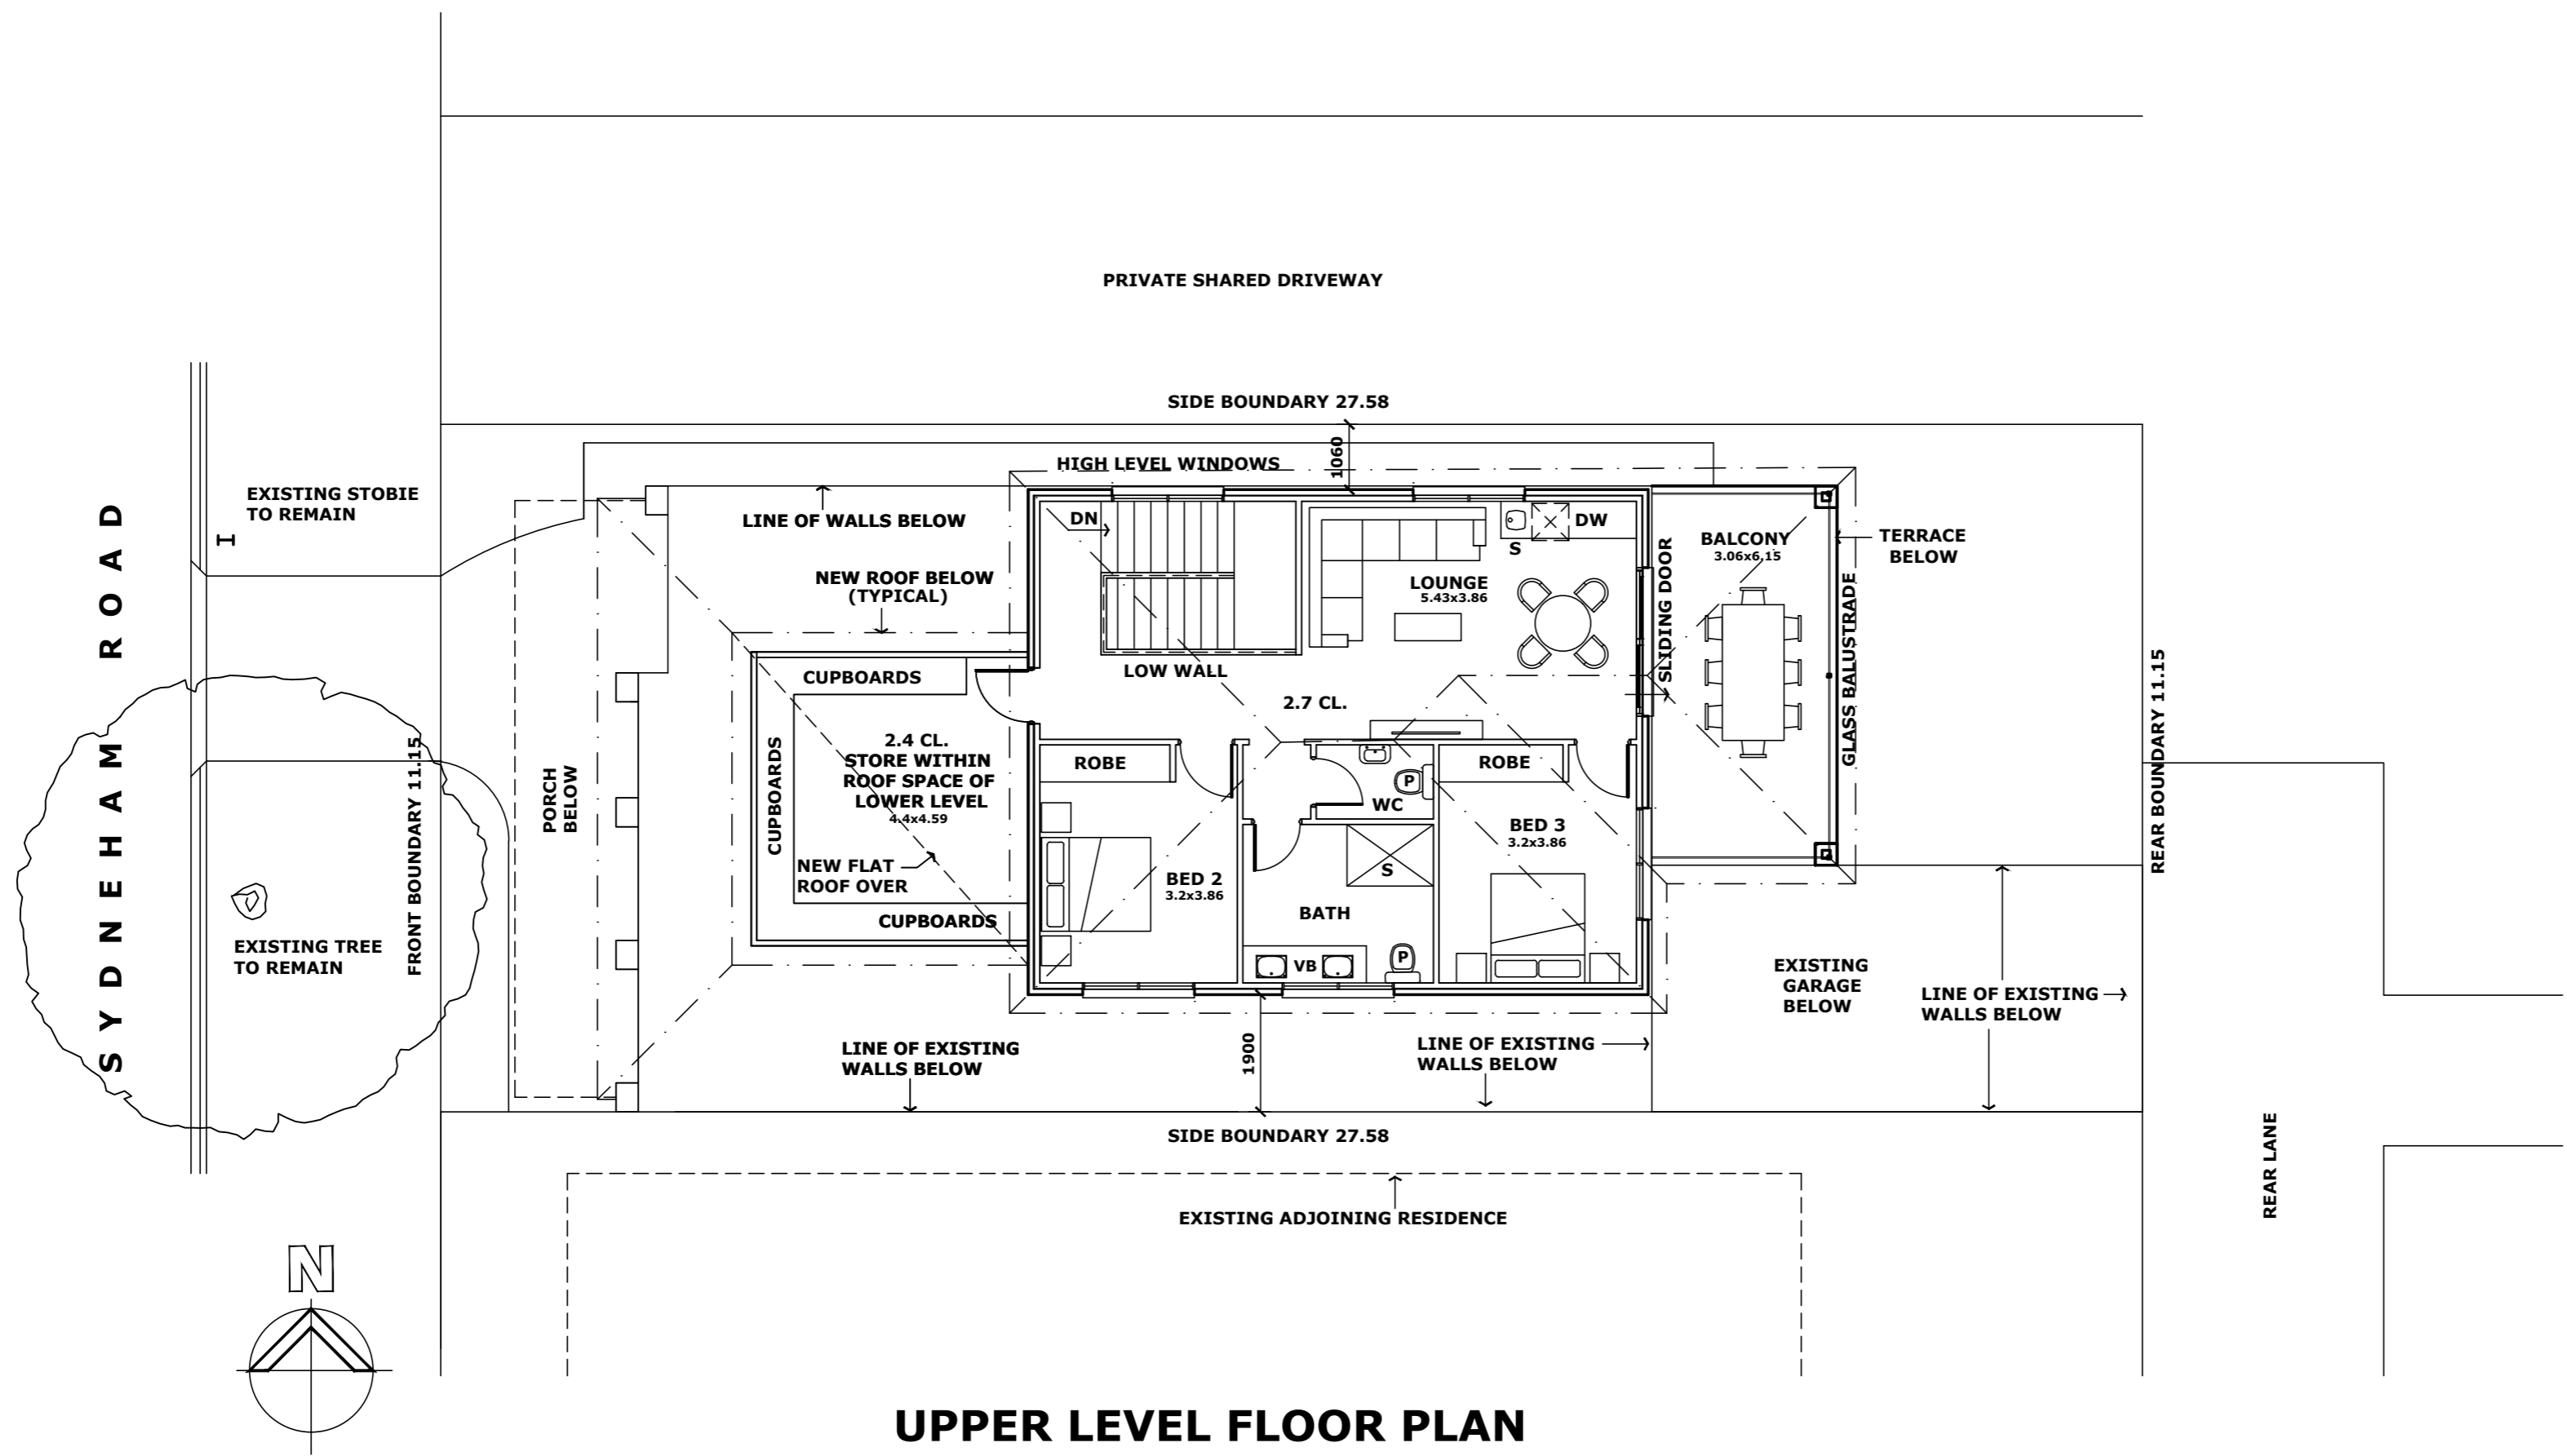 PRIVATE SHARED DRIVEWAY
SIDE BOUNDARY 27.58
1060
HIGH LEVEL WINDOWS
EXISTING STOBIE
TO REMAIN
LINE OF WALLS BELOW
DN
DW
S
BALCONY
3.06x6.15
TERRACE
BELOW
NEW ROOF BELOW
(TYPICAL)
LOUNGE
5.43x3.86
SLIDING DOOR
GLASS BALUSTRADE
SYDNEHAM ROAD
CUPBOARDS
LOW WALL
2.7 CL.
2.4 CL.
STORE WITHIN
ROOF SPACE OF
LOWER LEVEL
4.4x4.59
CUPBOARDS
NEW FLAT
ROOF OVER
CUPBOARDS
PORCH
BELOW
FRONT BOUNDARY 11.15
REAR BOUNDARY 11.15
ROBE
ROBE
P
WC
BED 3
3.2x3.86
S
BED 2
3.2x3.86
BATH
VB
P
EXISTING TREE
TO REMAIN
EXISTING
GARAGE
BELOW
LINE OF EXISTING
WALLS BELOW
LINE OF EXISTING
WALLS BELOW
1900
LINE OF EXISTING
WALLS BELOW
SIDE BOUNDARY 27.58
REAR LANE
EXISTING ADJOINING RESIDENCE
N
UPPER LEVEL FLOOR PLAN